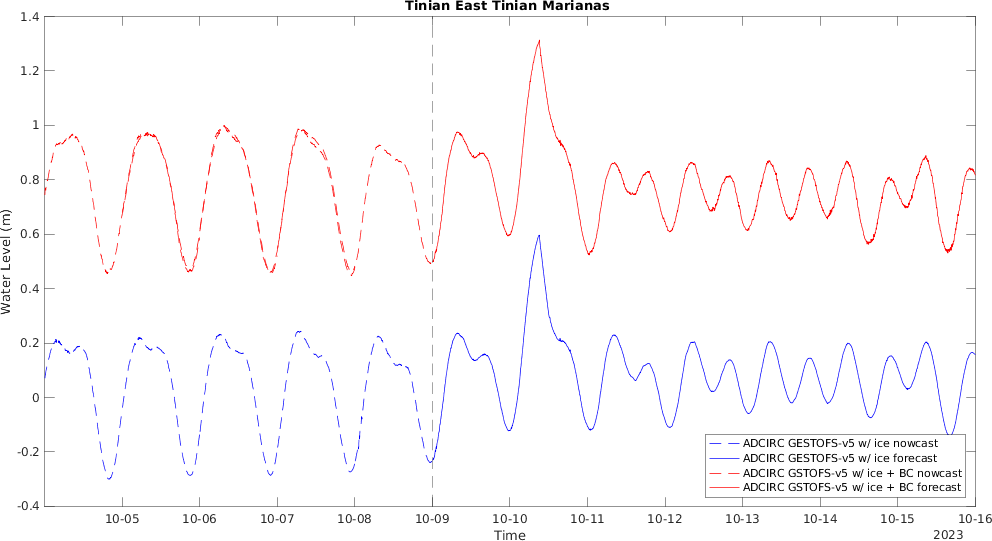 Tinian East Tinian Marianas
1.4
1.2
1
0.8
0.6
0.4
0.2
0
-0.2
-0.4
Water Level (m)
ADCIRC GESTOFS-v5 w/ ice nowcast
ADCIRC GESTOFS-v5 w/ ice forecast
ADCIRC GSTOFS-v5 w/ ice + BC nowcast
ADCIRC GSTOFS-v5 w/ ice + BC forecast
10-05 10-06 10-07 10-08 10-09 10-10 10-11 10-12 10-13 10-14 10-15 10-16
Time
2023